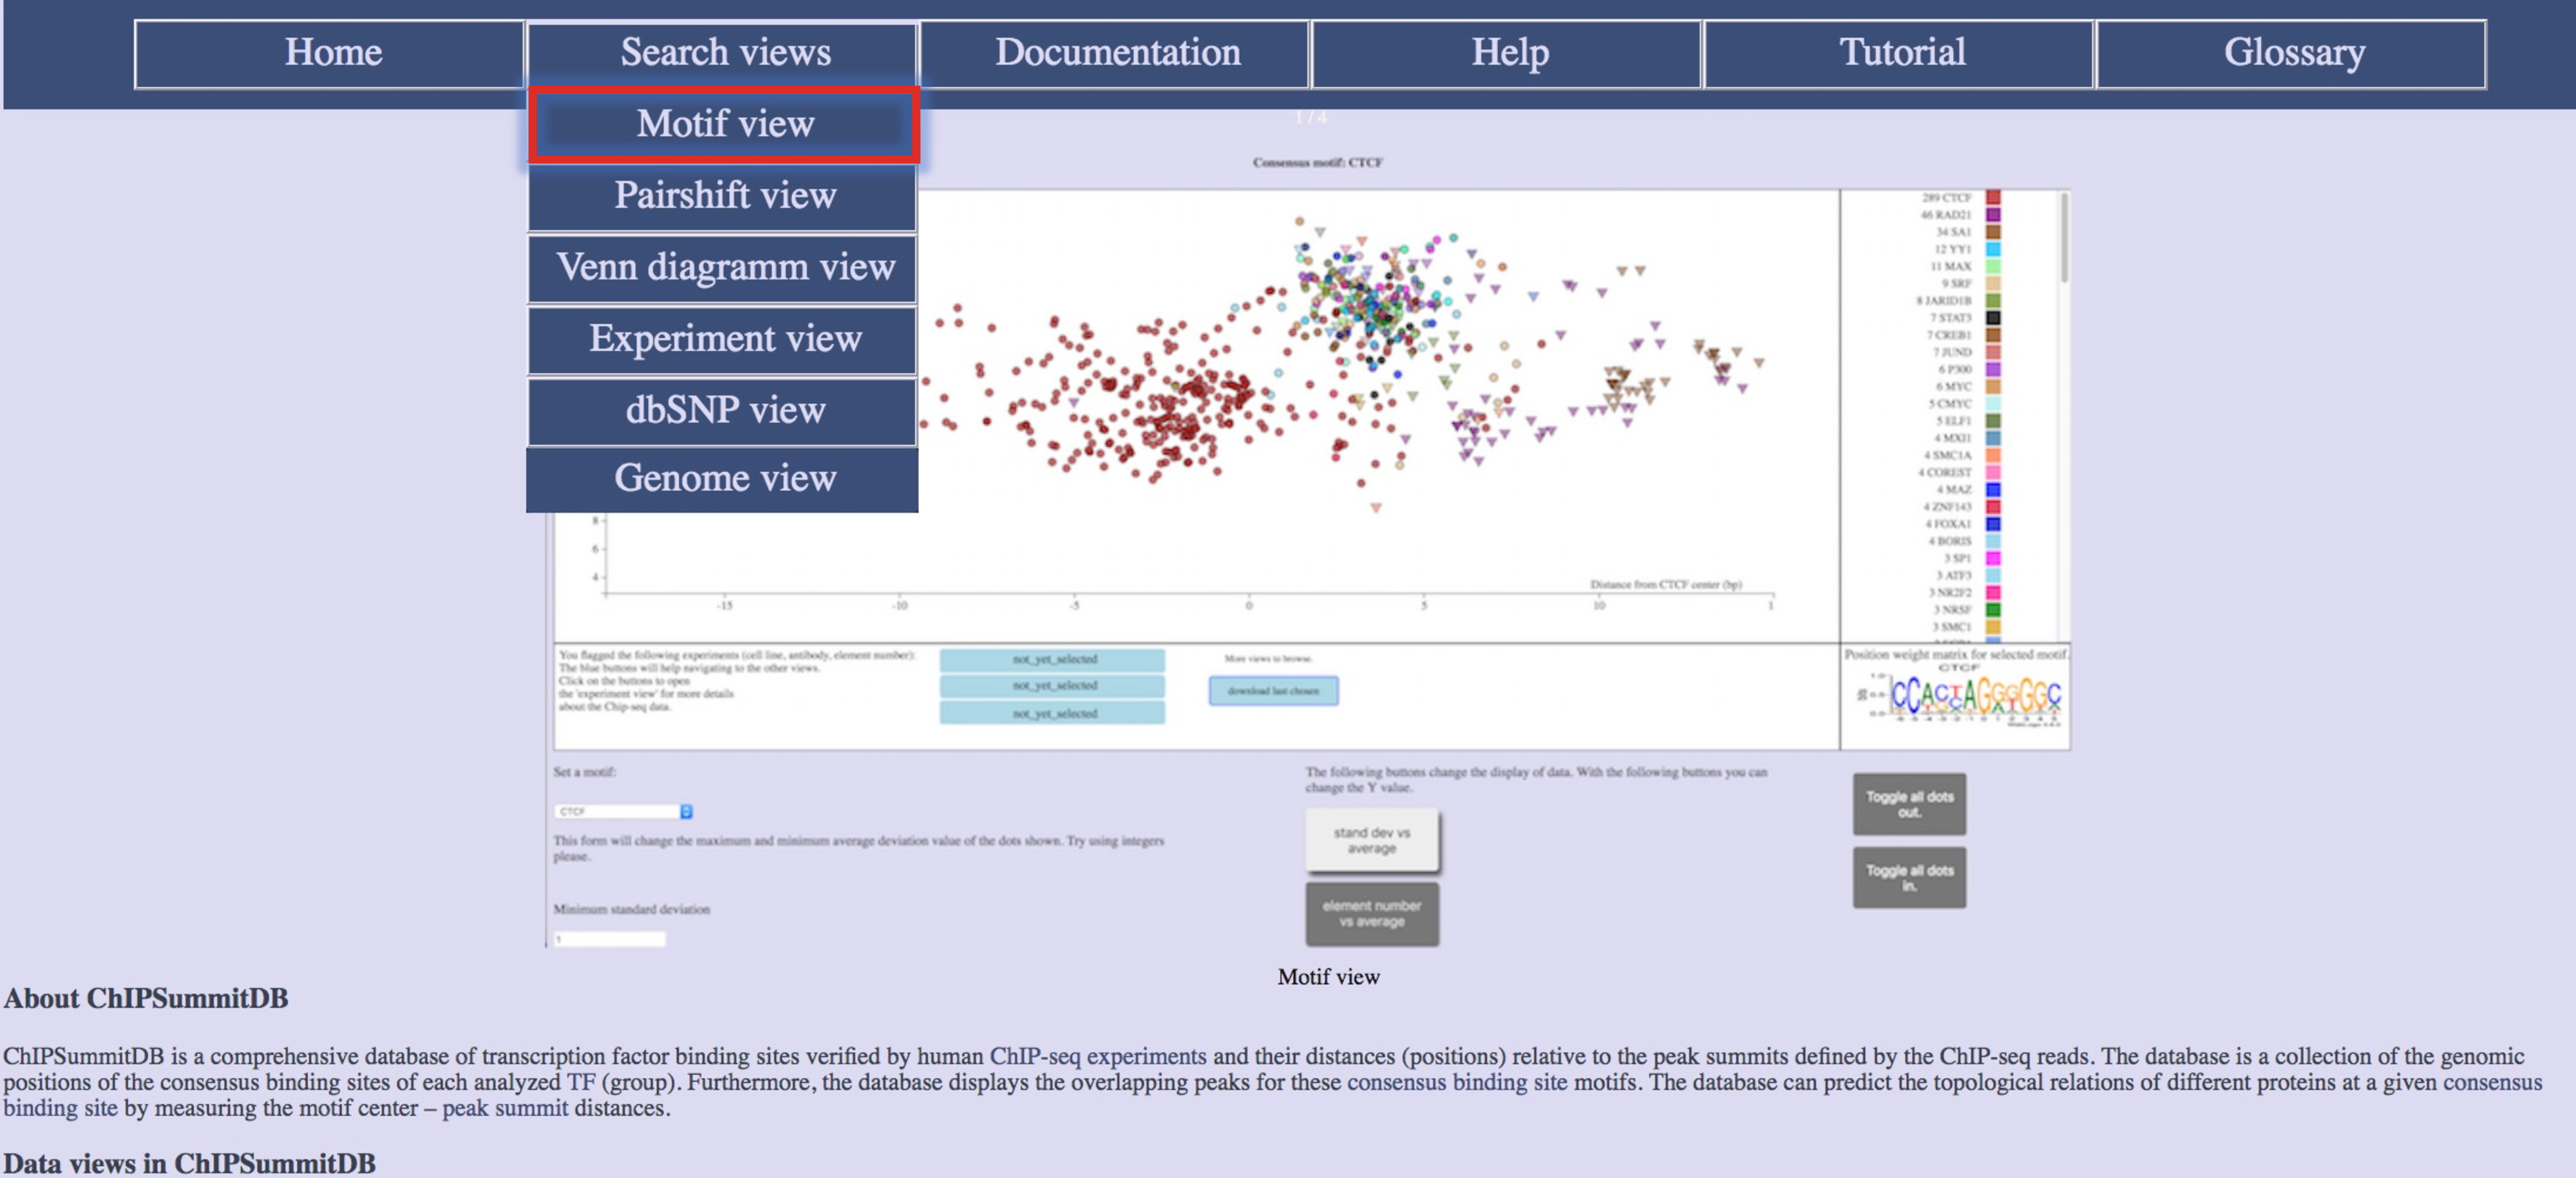 Home
Search views
Documentation
Help
Tutorial
Glossary
Motif view
Pairshift view
Venn diagramm view
Experiment view
dbSNP view
Genome view
1 / 4
Consensus motif: CTCF
289 CTCF
46 RAD21
34 SA1
12 YY1
11 MAX
9 SRF
8 JARID1B
7 STAT3
7 CREB1
7 JUND
6 P300
6 MYC
5 CMYC
5 ELF1
4 MXI1
4 SMC1A
4 COREST
4 MAZ
4 ZNF143
4 FOXA1
4 BORIS
3 SP1
3 ATF3
3 NR2F2
3 NRSF
3 SMC1
8
6
4
Distance from CTCF center (bp)
-15
-10
-5
0
5
10
1
You flagged the following experiments (cell line, antibody, element number):
The blue buttons will help navigating to the other views.
Click on the buttons to open
the 'experiment view' for more details
about the Chip-seq data.
not_yet_selected
not_yet_selected
not_yet_selected
More views to browse.
download last chosen
Position weight matrix for selected motif.
CTCF
Set a motif:
CTCF
This form will change the maximum and minimum average deviation value of the dots shown. Try using integers
please.
Minimum standard deviation
1
The following buttons change the display of data. With the following buttons you can
change the Y value.
stand dev vs
average
element number
vs average
Toggle all dots
out.
Toggle all dots
in.
Motif view
About ChIPSummitDB
ChIPSummitDB is a comprehensive database of transcription factor binding sites verified by human ChIP-seq experiments and their distances (positions) relative to the peak summits defined by the ChIP-seq reads. The database is a collection of the genomic
positions of the consensus binding sites of each analyzed TF (group). Furthermore, the database displays the overlapping peaks for these consensus binding site motifs. The database can predict the topological relations of different proteins at a given consensus
binding site by measuring the motif center – peak summit distances.
Data views in ChIPSummitDB